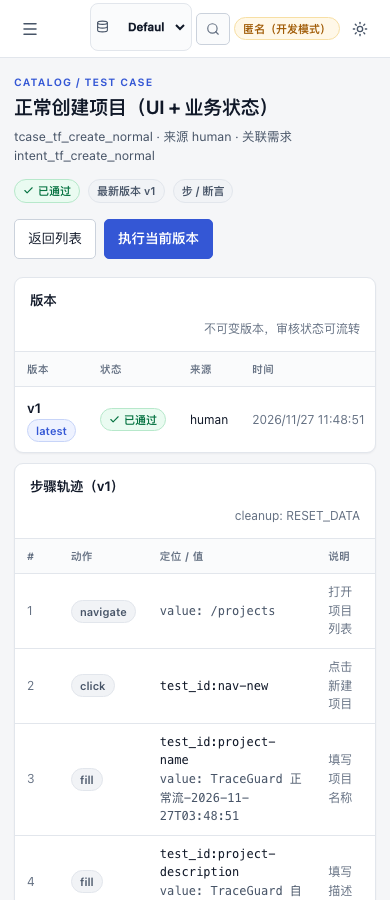 Defaul
匿名（开发模式）
CATALOG / TEST CASE
正常创建项目（UI + 业务状态）
tcase_tf_create_normal · 来源 human · 关联需求
intent_tf_create_normal
已通过
最新版本 v1
步 / 断言
返回列表
执行当前版本
版本
不可变版本，审核状态可流转
版本 状态 来源 时间
v1
latest
已通过
human
2026/11/27 11:48:51
步骤轨迹（v1）
cleanup: RESET_DATA
# 动作 定位 / 值 说明
1 navigate value: /projects
打开
项目
列表
2 click test_id:nav-new
点击
新建
项目
3 fill
test_id:project-
name
value: TraceGuard 正
常流-2026-11-
27T03:48:51
填写
项目
名称
4 fill
test_id:project-
description
value: TraceGuard 自
填写
描述